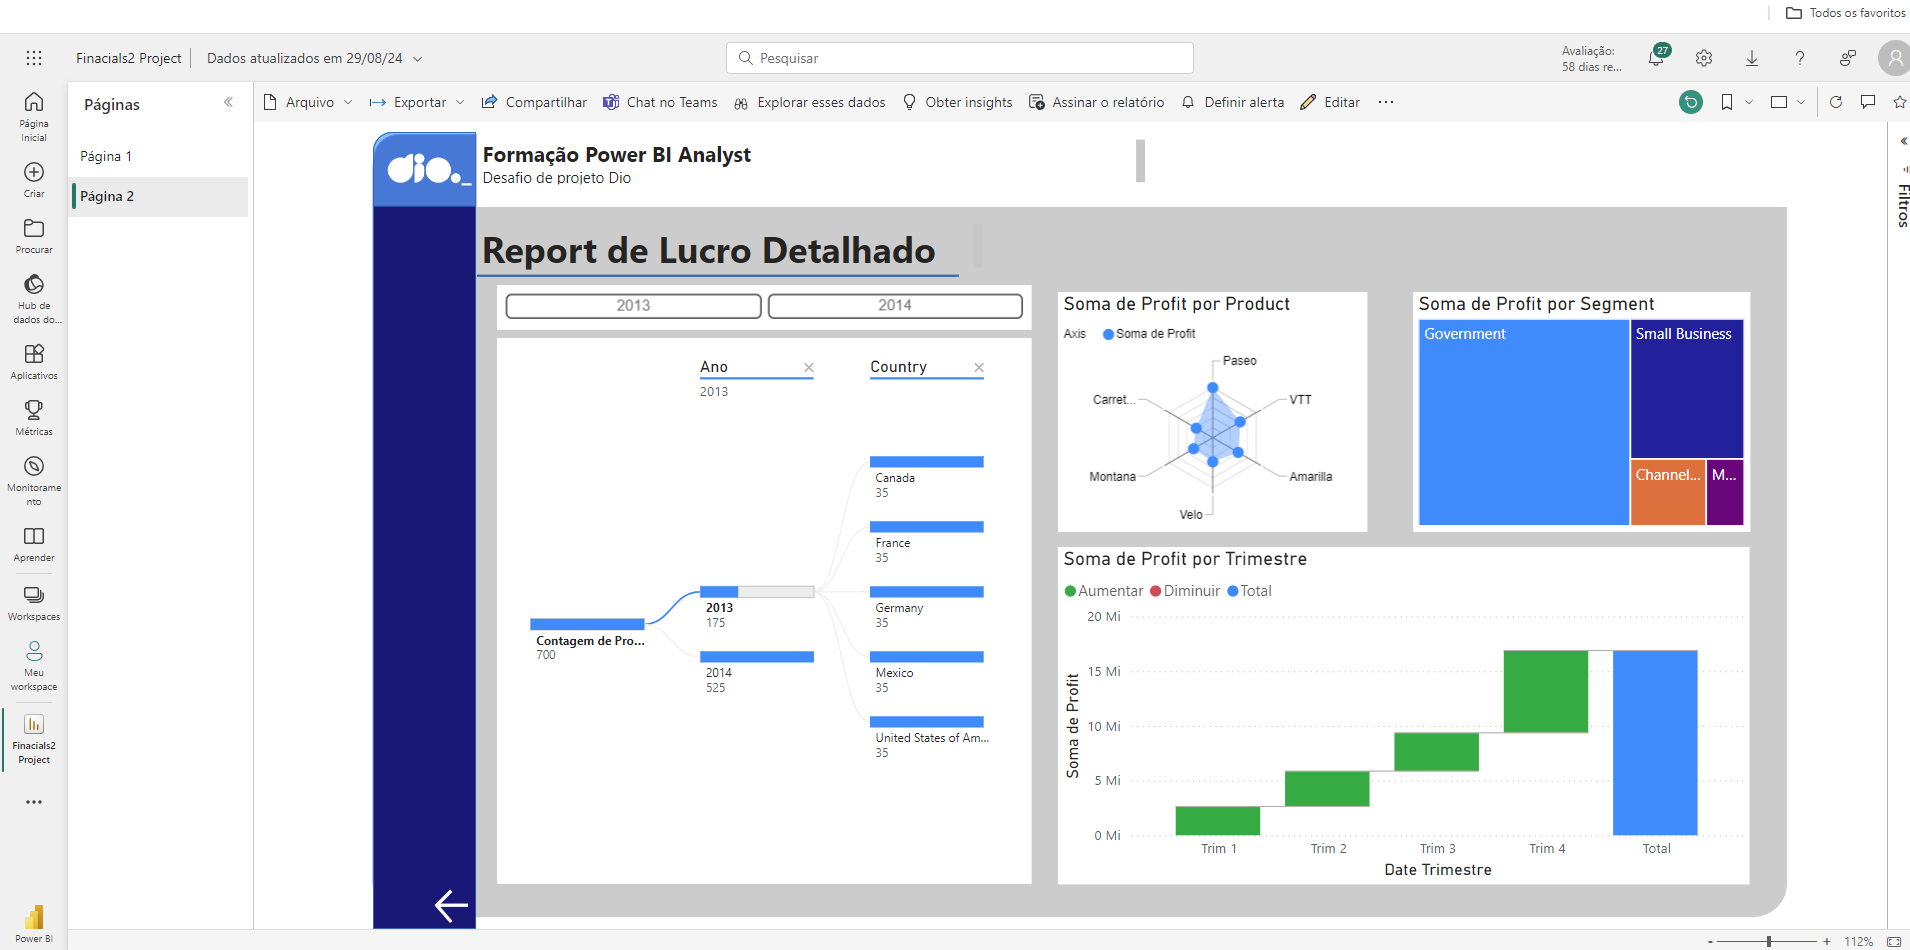 Todos os favoritos
Finacials2 Project
Dados atualizados em 29/08/24
Pesquisar
Avaliação:
58 dias re...
27
Página
Inicial
Criar
Procurar
Hub de
dados do...
Aplicativos
Métricas
Monitorame
nto
Aprender
Workspaces
Meu
workspace
Finacials2
Project
Power BI
Páginas
Página 1
Página 2
Arquivo
Exportar
Compartilhar
Chat no Teams
Explorar esses dados
Obter insights
Assinar o relatório
Definir alerta
Editar
Filtros
dio._
Formação Power BI Analyst
Desafio de projeto Dio
Report de Lucro Detalhado
2013
2014
Ano
2013
Country
Contagem de Pro...
700
2013
175
2014
525
Canada
35
France
35
Germany
35
Mexico
35
United States of Am...
35
Soma de Profit por Product
Axis
Soma de Profit
Paseo
VTT
Amarilla
Velo
Montana
Carret...
Soma de Profit por Segment
Government
Small Business
Channel...
M...
Soma de Profit por Trimestre
Aumentar
Diminuir
Total
Soma de Profit
20 Mi
15 Mi
10 Mi
5 Mi
0 Mi
Trim 1
Trim 2
Trim 3
Trim 4
Total
Date Trimestre
- + 112%